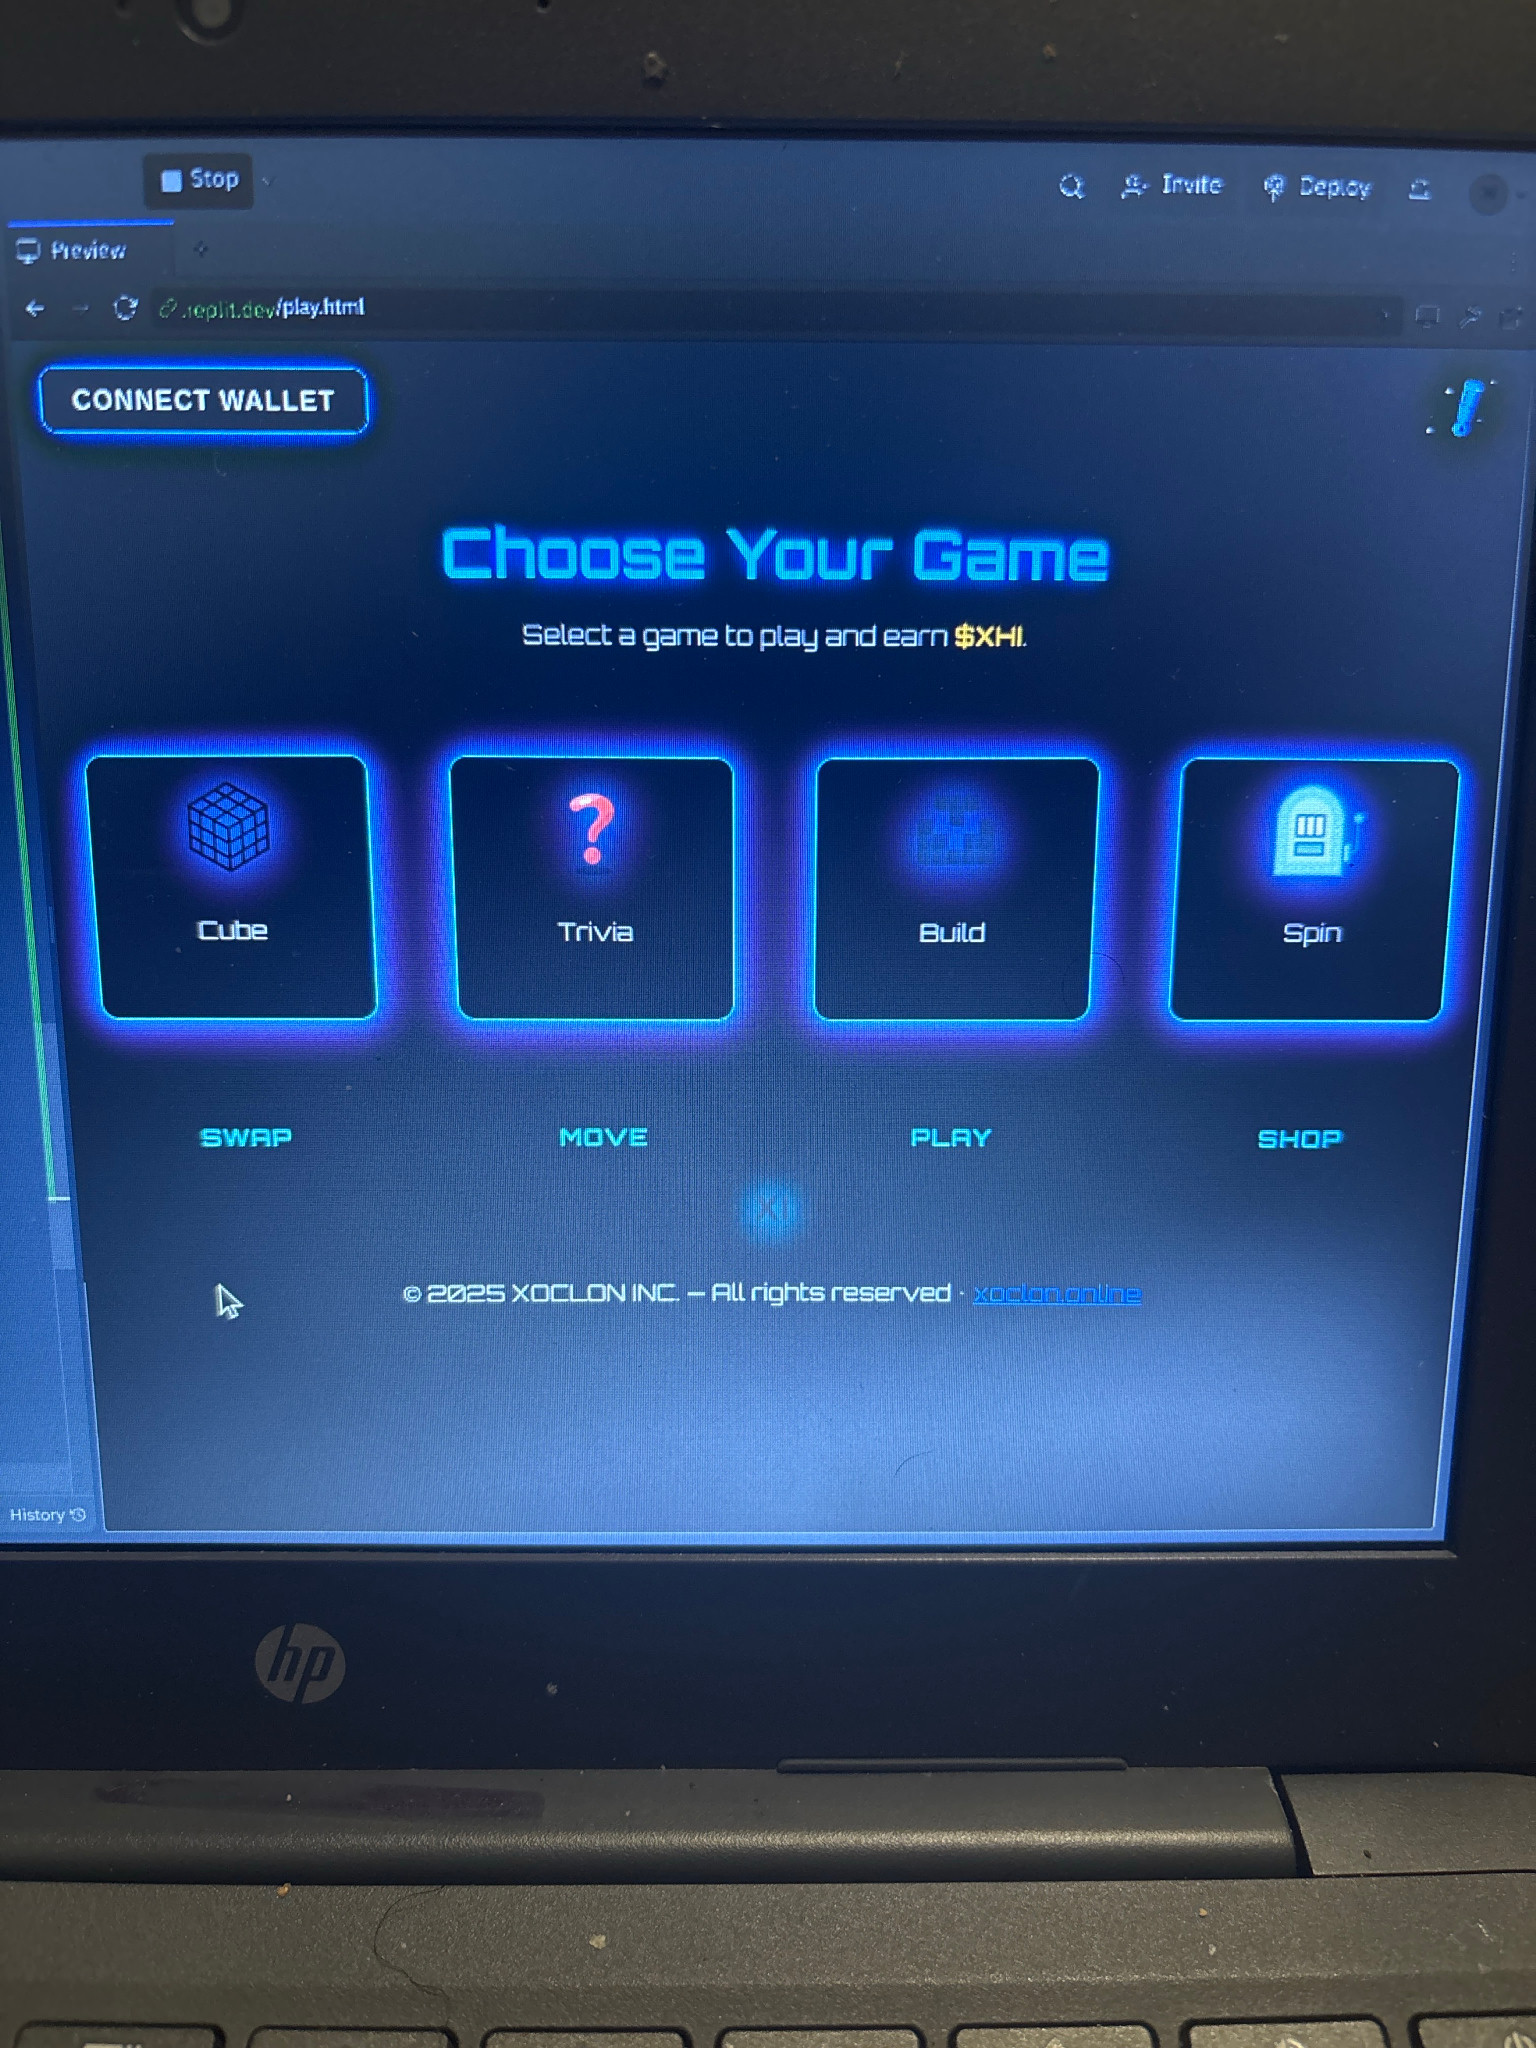 Stop
Invite
Deploy
Preview
.replit.dev/play.html
CONNECT WALLET
Choose Your Game
Select a game to play and earn $XHI.
Cube
Trivia
Build
Spin
SWAP
MOVE
PLAY
SHOP
© 2025 XOCLON INC. — All rights reserved · xoclon.online
History
hp